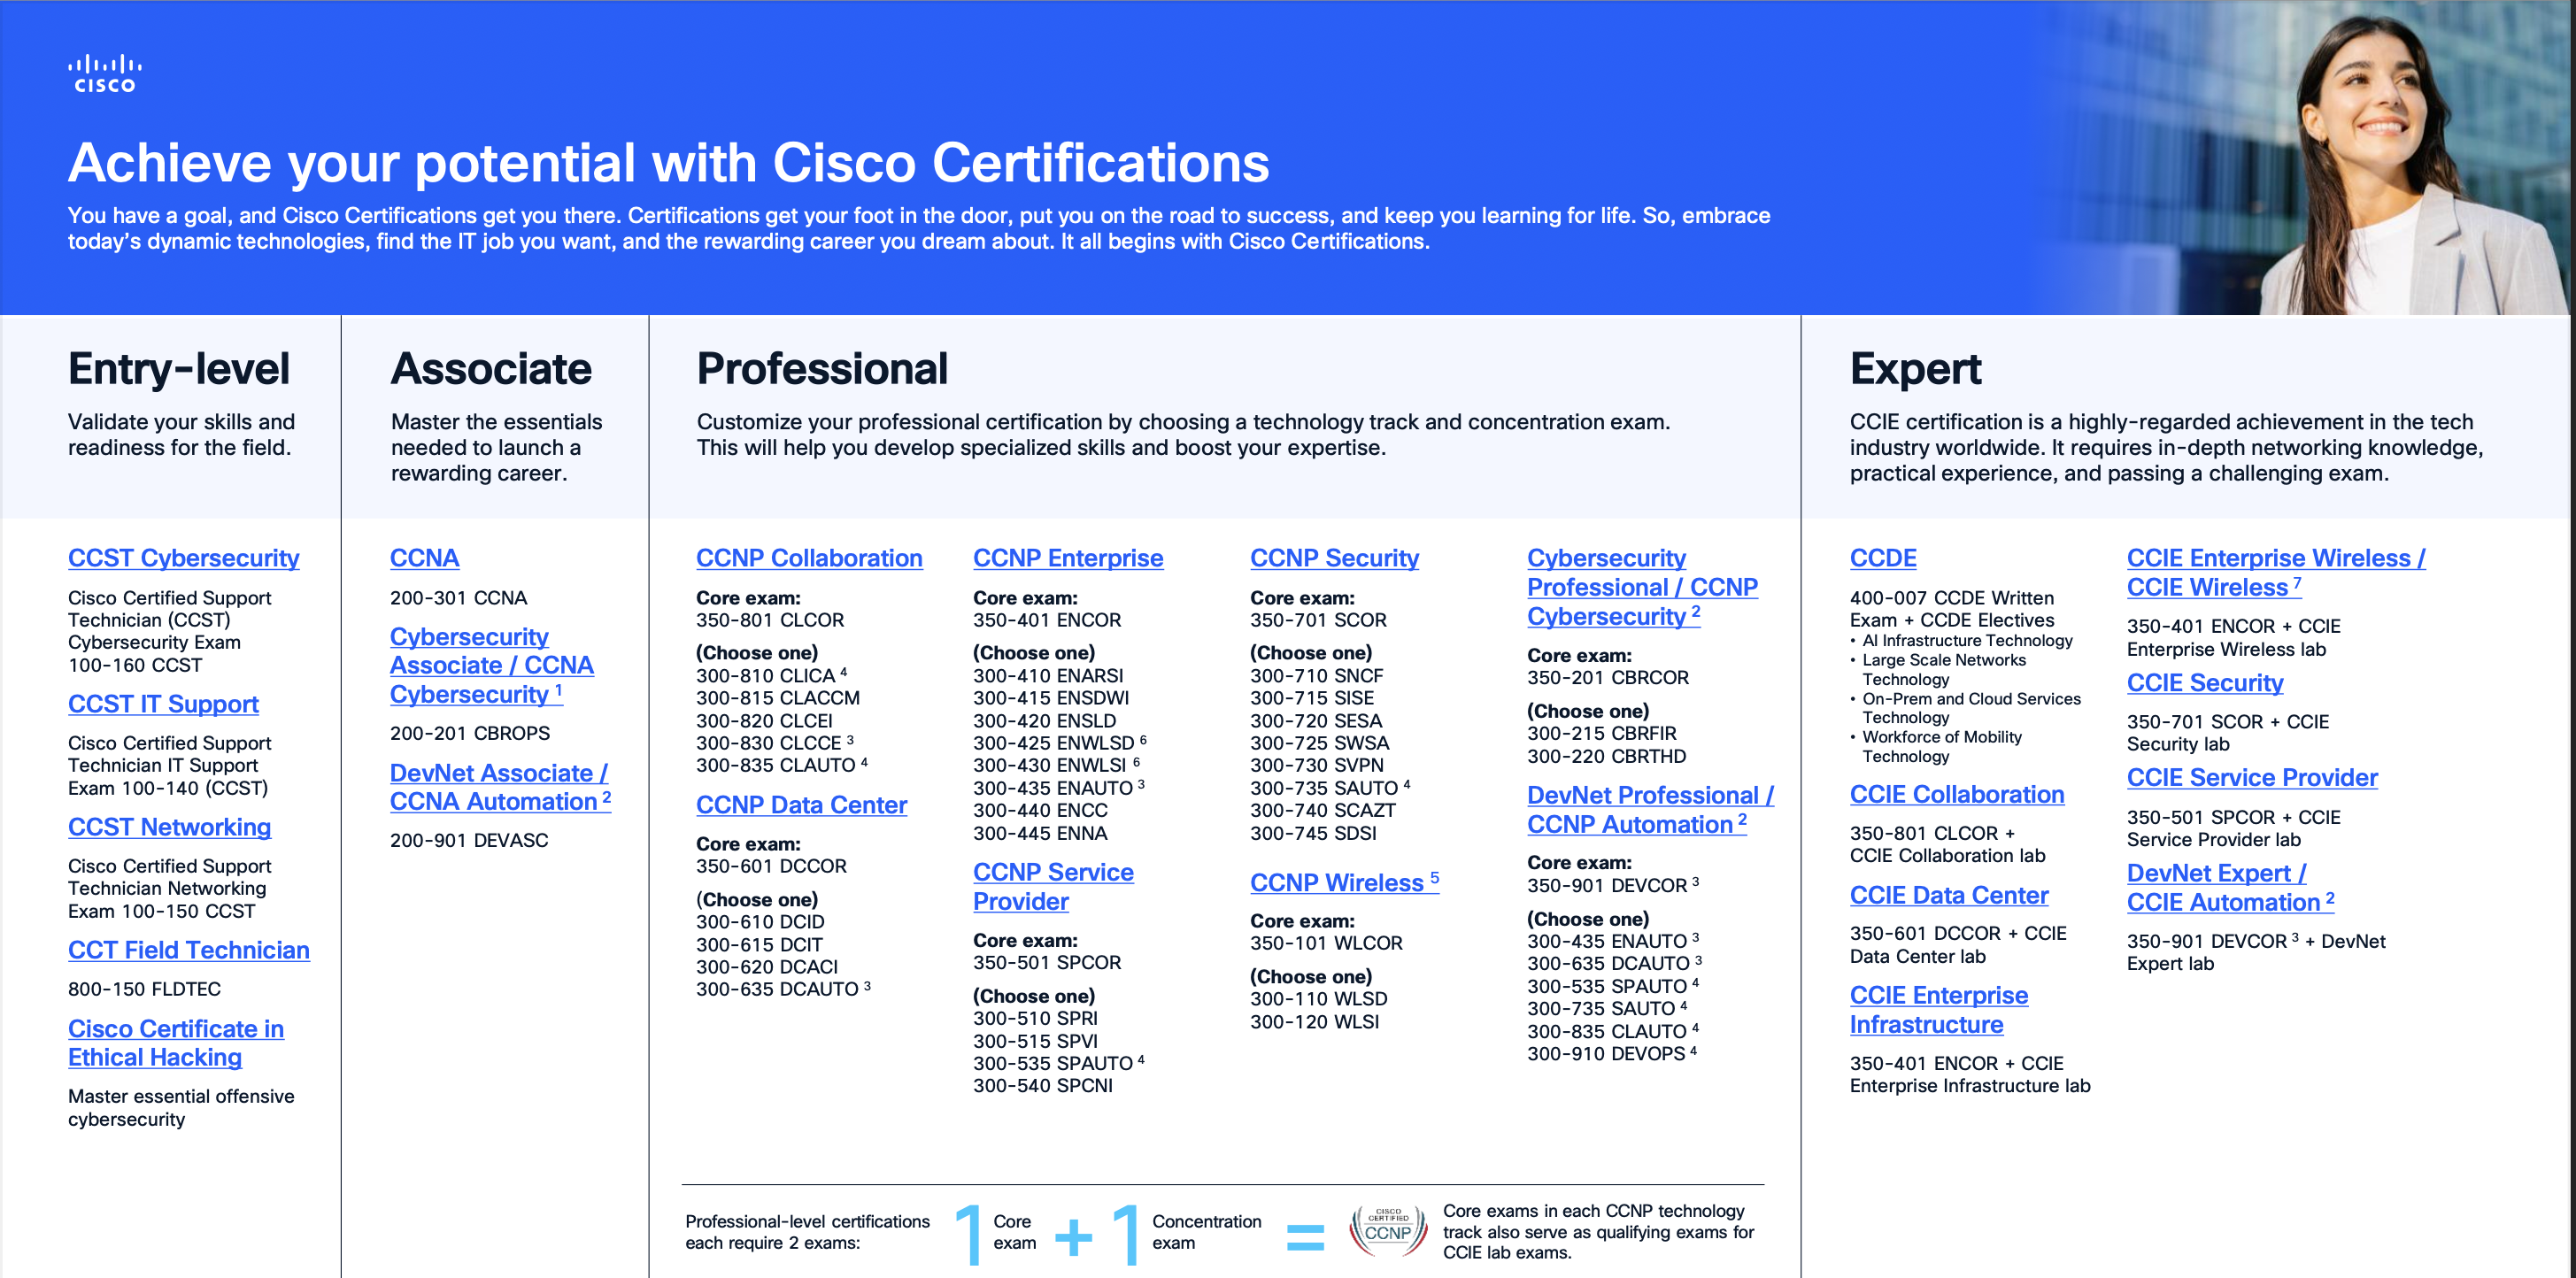 CISCO
Achieve your potential with Cisco Certifications
You have a goal, and Cisco Certifications get you there. Certifications get your foot in the door, put you on the road to success, and keep you learning for life. So, embrace
today's dynamic technologies, find the IT job you want, and the rewarding career you dream about. It all begins with Cisco Certifications.
Entry-level
Validate your skills and
readiness for the field.
CCST Cybersecurity
Cisco Certified Support
Technician (CCST)
Cybersecurity Exam
100-160 CCST
CCST IT Support
Cisco Certified Support
Technician IT Support
Exam 100-140 (CCST)
CCST Networking
Cisco Certified Support
Technician Networking
Exam 100-150 CCST
CCT Field Technician
800-150 FLDTEC
Cisco Certificate in
Ethical Hacking
Master essential offensive
cybersecurity
Associate
Master the essentials
needed to launch a
rewarding career.
CCNA
200-301 CCNA
Cybersecurity
Associate / CCNA
Cybersecurity 1
200-201 CBROPS
DevNet Associate /
CCNA Automation 2
200-901 DEVASC
Professional
Customize your professional certification by choosing a technology track and concentration exam.
This will help you develop specialized skills and boost your expertise.
CCNP Collaboration
Core exam:
350-801 CLCOR
(Choose one)
300-810 CLICA 4
300-815 CLACCM
300-820 CLCEI
300-830 CLCCE 3
300-835 CLAUTO 4
CCNP Data Center
Core exam:
350-601 DCCOR
(Choose one)
300-610 DCID
300-615 DCIT
300-620 DCACI
300-635 DCAUTO 3
CCNP Enterprise
Core exam:
350-401 ENCOR
(Choose one)
300-410 ENARSI
300-415 ENSDWI
300-420 ENSLD
300-425 ENWLSD 6
300-430 ENWLSI 6
300-435 ENAUTO 3
300-440 ENCC
300-445 ENNA
CCNP Service
Provider
Core exam:
350-501 SPCOR
(Choose one)
300-510 SPRI
300-515 SPVI
300-535 SPAUTO 4
300-540 SPCNI
CCNP Security
Core exam:
350-701 SCOR
(Choose one)
300-710 SNCF
300-715 SISE
300-720 SESA
300-725 SWSA
300-730 SVPN
300-735 SAUTO 4
300-740 SCAZT
300-745 SDSI
CCNP Wireless 5
Core exam:
350-101 WLCOR
(Choose one)
300-110 WLSD
300-120 WLSI
Cybersecurity
Professional / CCNP
Cybersecurity 2
Core exam:
350-201 CBRCOR
(Choose one)
300-215 CBRFIR
300-220 CBRTHD
DevNet Professional /
CCNP Automation 2
Core exam:
350-901 DEVCOR 3
(Choose one)
300-435 ENAUTO 3
300-635 DCAUTO 3
300-535 SPAUTO 4
300-735 SAUTO 4
300-835 CLAUTO 4
300-910 DEVOPS 4
Professional-level certifications
each require 2 exams:
1 Core
exam
+
1 Concentration
exam
=
CISCO
CERTIFIED
CCNP
Core exams in each CCNP technology
track also serve as qualifying exams for
CCIE lab exams.
Expert
CCIE certification is a highly-regarded achievement in the tech
industry worldwide. It requires in-depth networking knowledge,
practical experience, and passing a challenging exam.
CCDE
400-007 CCDE Written
Exam + CCDE Electives
• AI Infrastructure Technology
• Large Scale Networks
Technology
• On-Prem and Cloud Services
Technology
• Workforce of Mobility
Technology
CCIE Collaboration
350-801 CLCOR +
CCIE Collaboration lab
CCIE Data Center
350-601 DCCOR + CCIE
Data Center lab
CCIE Enterprise
Infrastructure
350-401 ENCOR + CCIE
Enterprise Infrastructure lab
CCIE Enterprise Wireless /
CCIE Wireless 7
350-401 ENCOR + CCIE
Enterprise Wireless lab
CCIE Security
350-701 SCOR + CCIE
Security lab
CCIE Service Provider
350-501 SPCOR + CCIE
Service Provider lab
DevNet Expert /
CCIE Automation 2
350-901 DEVCOR 3 + DevNet
Expert lab